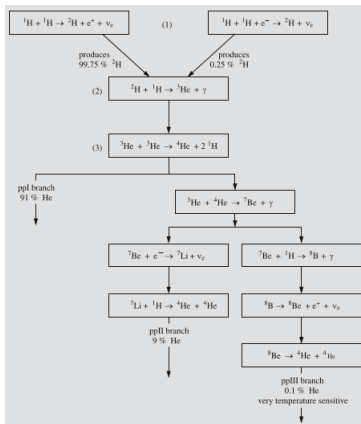 ¹H + ¹H → ²H + e⁺ + νₑ (1) ¹H + ¹H + e⁻ → ²H + νₑ
produces
99.75 % ²H
produces
0.25 % ²H
(2) ²H + ¹H → ³He + γ
(3) ³He + ³He → ⁴He + 2 ¹H
ppI branch
91 % He
³He + ⁴He → ⁷Be + γ
⁷Be + e⁻ → ⁷Li + νₑ ⁷Be + ¹H → ⁸B + γ
⁷Li + ¹H → ⁴He + ⁴He ⁸B → ⁸Be + e⁺ + νₑ
ppII branch
9 % He
⁸Be → ⁴He + ⁴He
ppIII branch
0.1 % He
very temperature sensitive